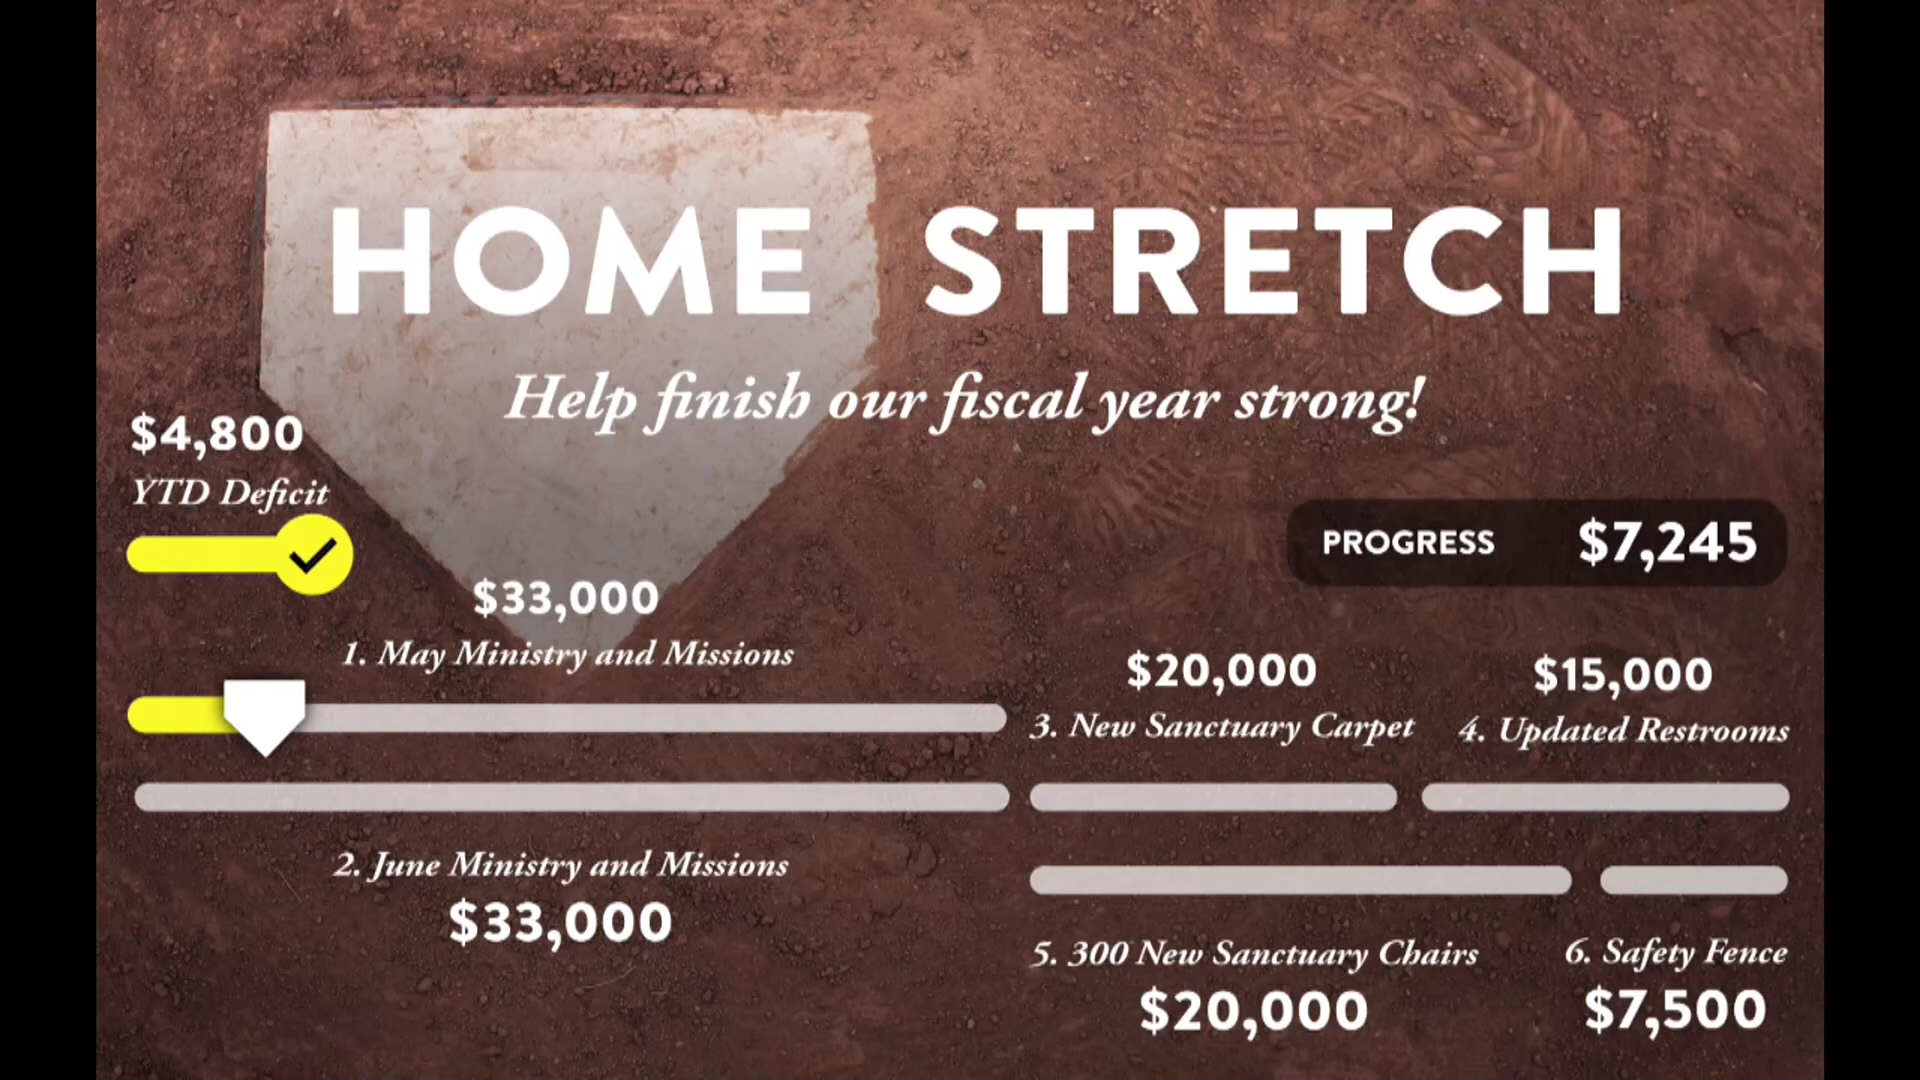 HOME STRETCH
Help finish our fiscal year strong!
$4,800
YTD Deficit
PROGRESS $7,245
$33,000
1. May Ministry and Missions
$20,000
3. New Sanctuary Carpet
$15,000
4. Updated Restrooms
2. June Ministry and Missions
$33,000
5. 300 New Sanctuary Chairs
$20,000
6. Safety Fence
$7,500